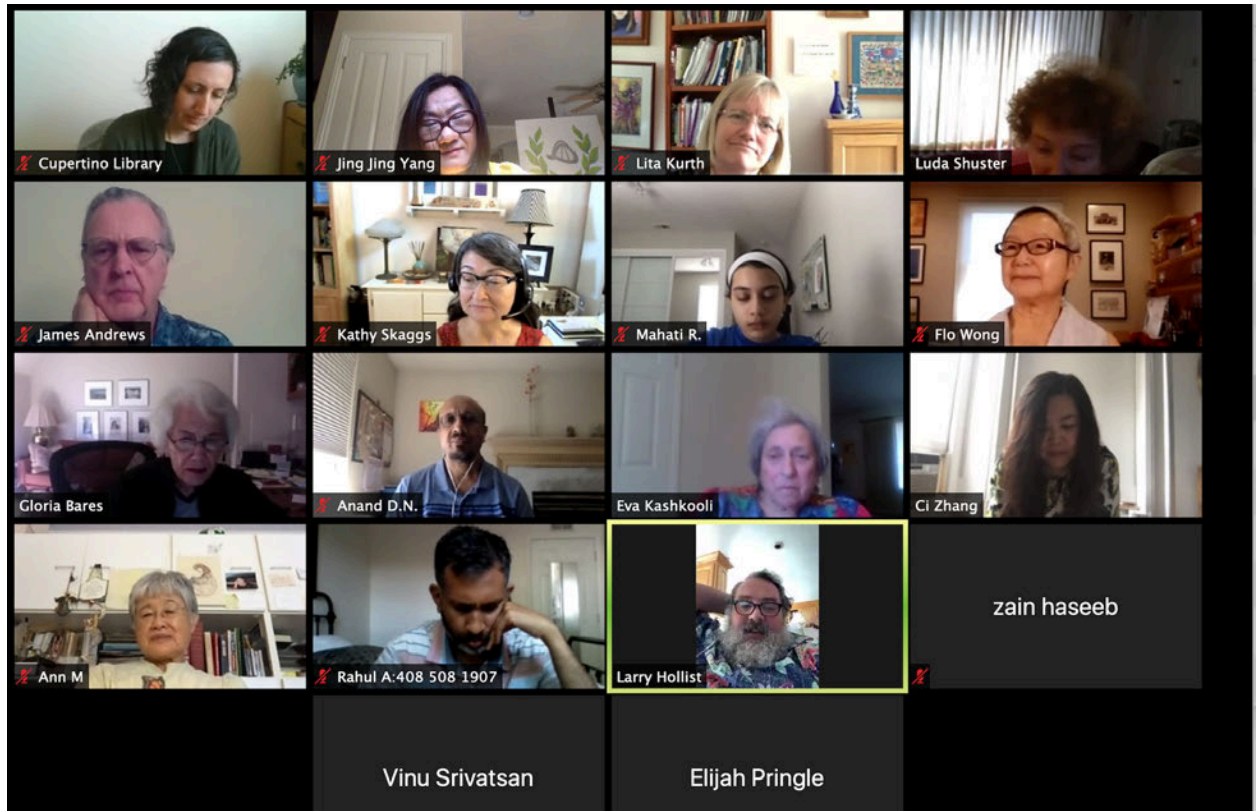 Cupertino Library
Jing Jing Yang
Lita Kurth
Luda Shuster
James Andrews
Kathy Skaggs
Mahati R.
Flo Wong
Gloria Bares
Anand D.N.
Eva Kashkooli
Ci Zhang
Ann M
Rahul A:408 508 1907
Larry Hollist
zain haseeb
Vinu Srivatsan
Elijah Pringle